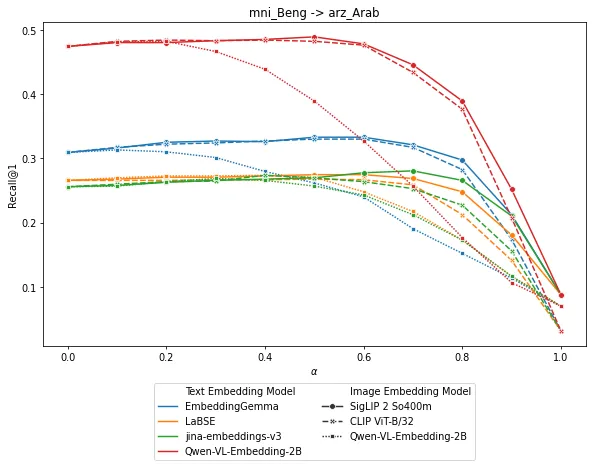 mni_Beng -> arz_Arab
0.5
0.4
0.3
0.2
0.1
Recall@1
0.0 0.2 0.4 0.6 0.8 1.0
α
Text Embedding Model Image Embedding Model
EmbeddingGemma SigLIP 2 So400m
LaBSE CLIP ViT-B/32
jina-embeddings-v3 Qwen-VL-Embedding-2B
Qwen-VL-Embedding-2B